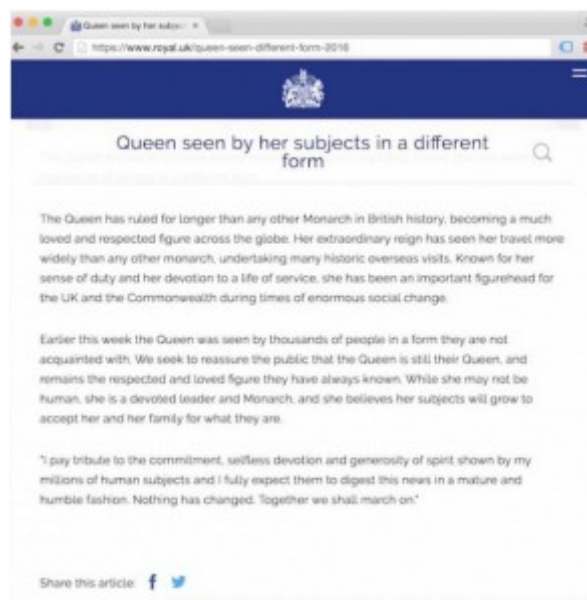 Queen seen by her subjec
https://www.royal.uk/queen-seen-different-form-2016
Queen seen by her subjects in a different
form
The Queen has ruled for longer than any other Monarch in British history, becoming a much
loved and respected figure across the globe. Her extraordinary reign has seen her travel more
widely than any other monarch, undertaking many historic overseas visits. Known for her
sense of duty and her devotion to a life of service, she has been an important figurehead for
the UK and the Commonwealth during times of enormous social change.
Earlier this week the Queen was seen by thousands of people in a form they are not
acquainted with. We seek to reassure the public that the Queen is still their Queen, and
remains the respected and loved figure they have always known. While she may not be
human, she is a devoted leader and Monarch, and she believes her subjects will grow to
accept her and her family for what they are.
"I pay tribute to the commitment, selfless devotion and generosity of spirit shown by my
millions of human subjects and I fully expect them to digest this news in a mature and
humble fashion. Nothing has changed. Together we shall march on."
Share this article: